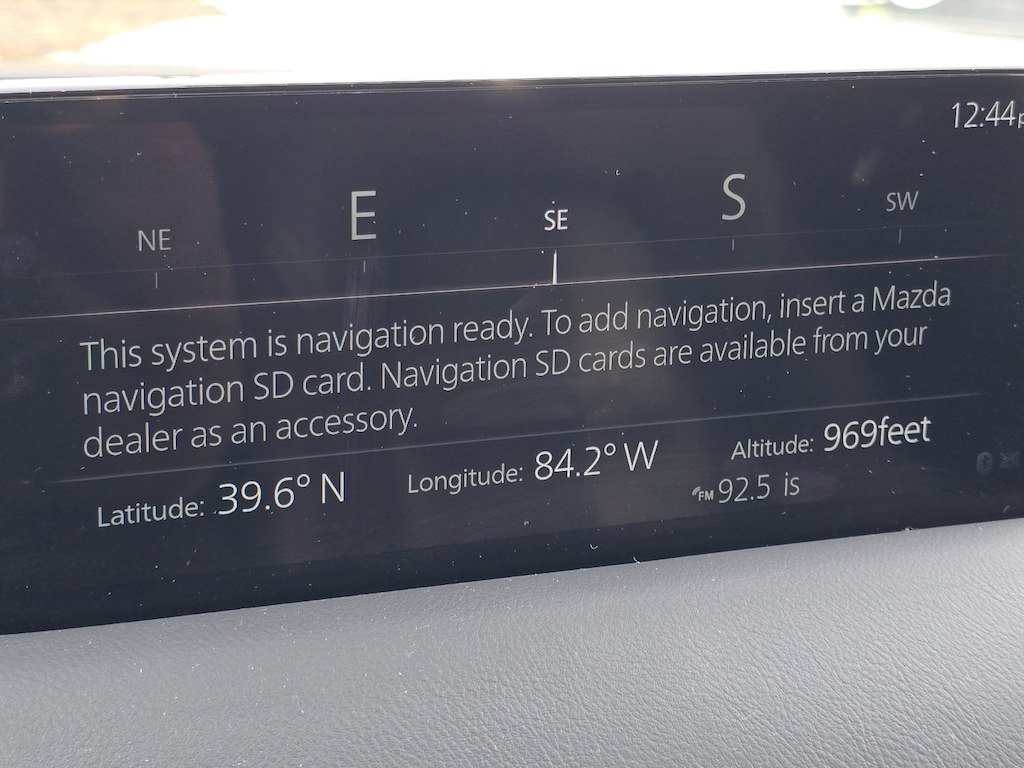 12:44
NE E SE S SW
This system is navigation ready. To add navigation, insert a Mazda
navigation SD card. Navigation SD cards are available from your
dealer as an accessory.
Latitude: 39.6° N Longitude: 84.2° W Altitude: 969feet
FM 92.5 is